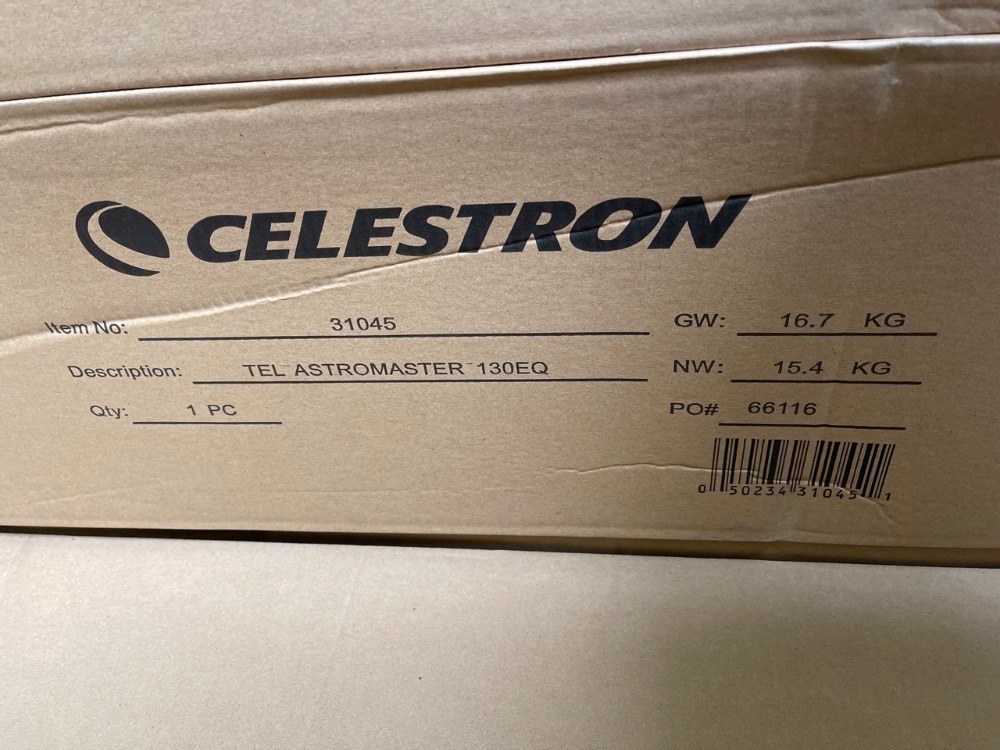 CELESTRON
Item No: 31045 GW: 16.7 KG
Description: TEL ASTROMASTER 130EQ NW: 15.4 KG
Qty: 1 PC PO# 66116
0 50234 31045 1